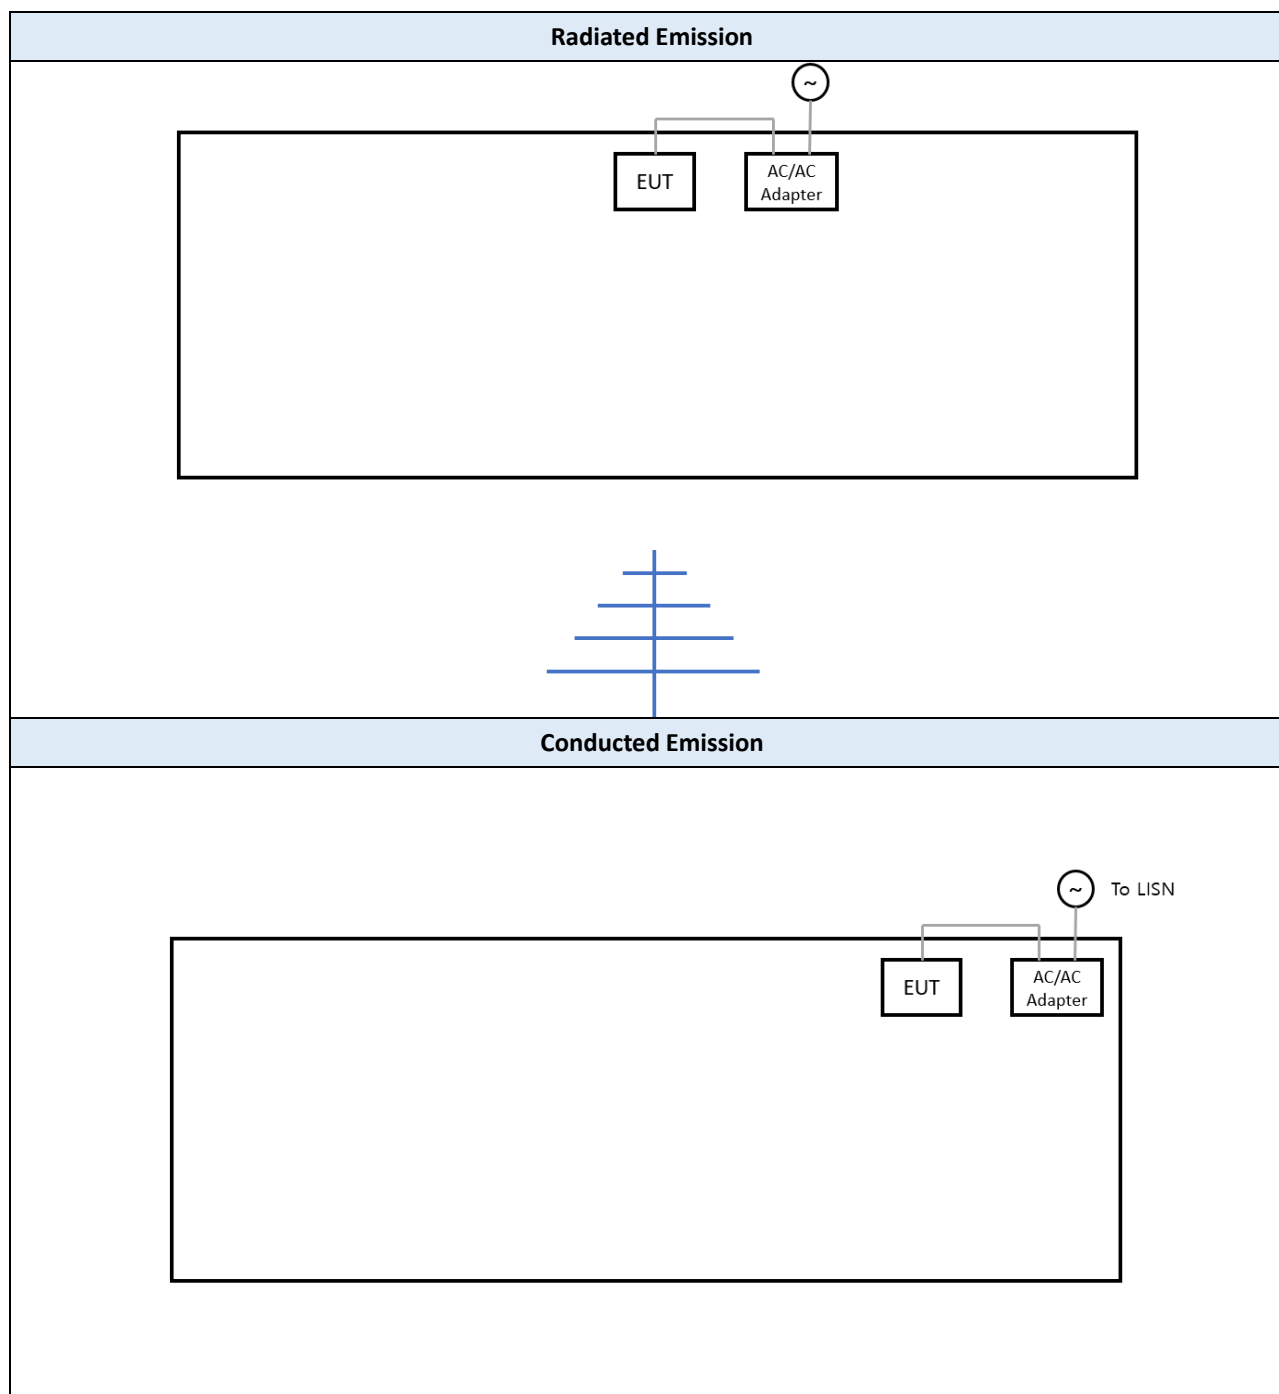 Radiated Emission
~
EUT
AC/AC
Adapter
Conducted Emission
~ To LISN
EUT
AC/AC
Adapter